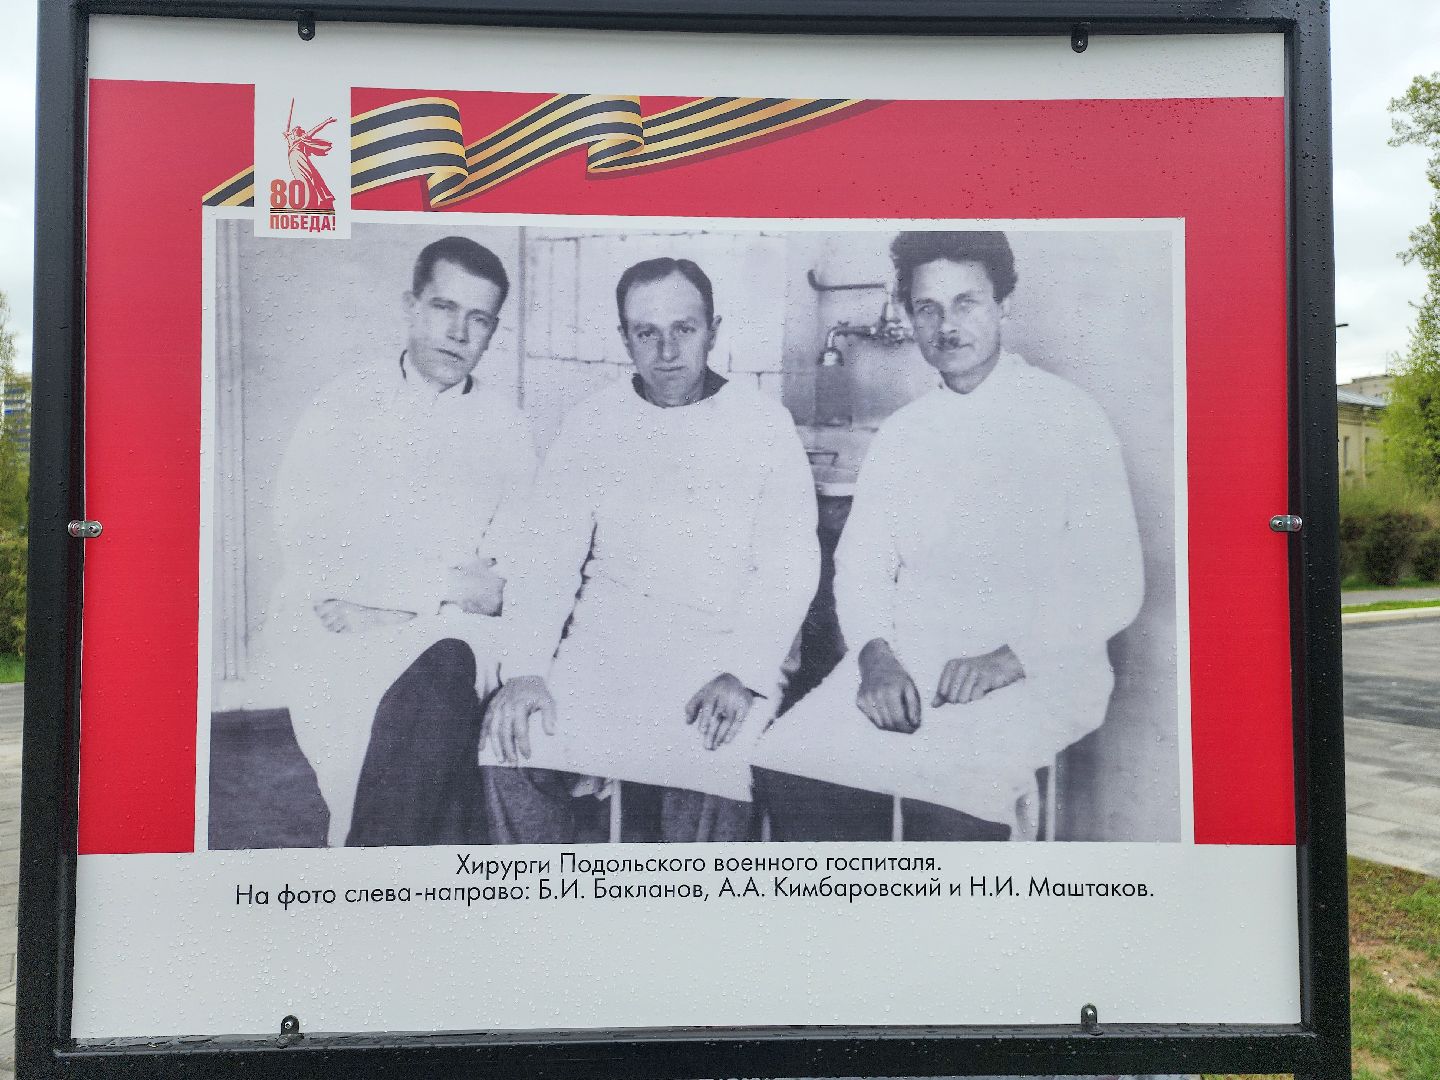 80
ПОБЕДА!
Хирурги Подольского военного госпиталя.
На фото слева-направо: Б.И. Бакланов, А.А. Кимбаровский и Н.И. Маштаков.